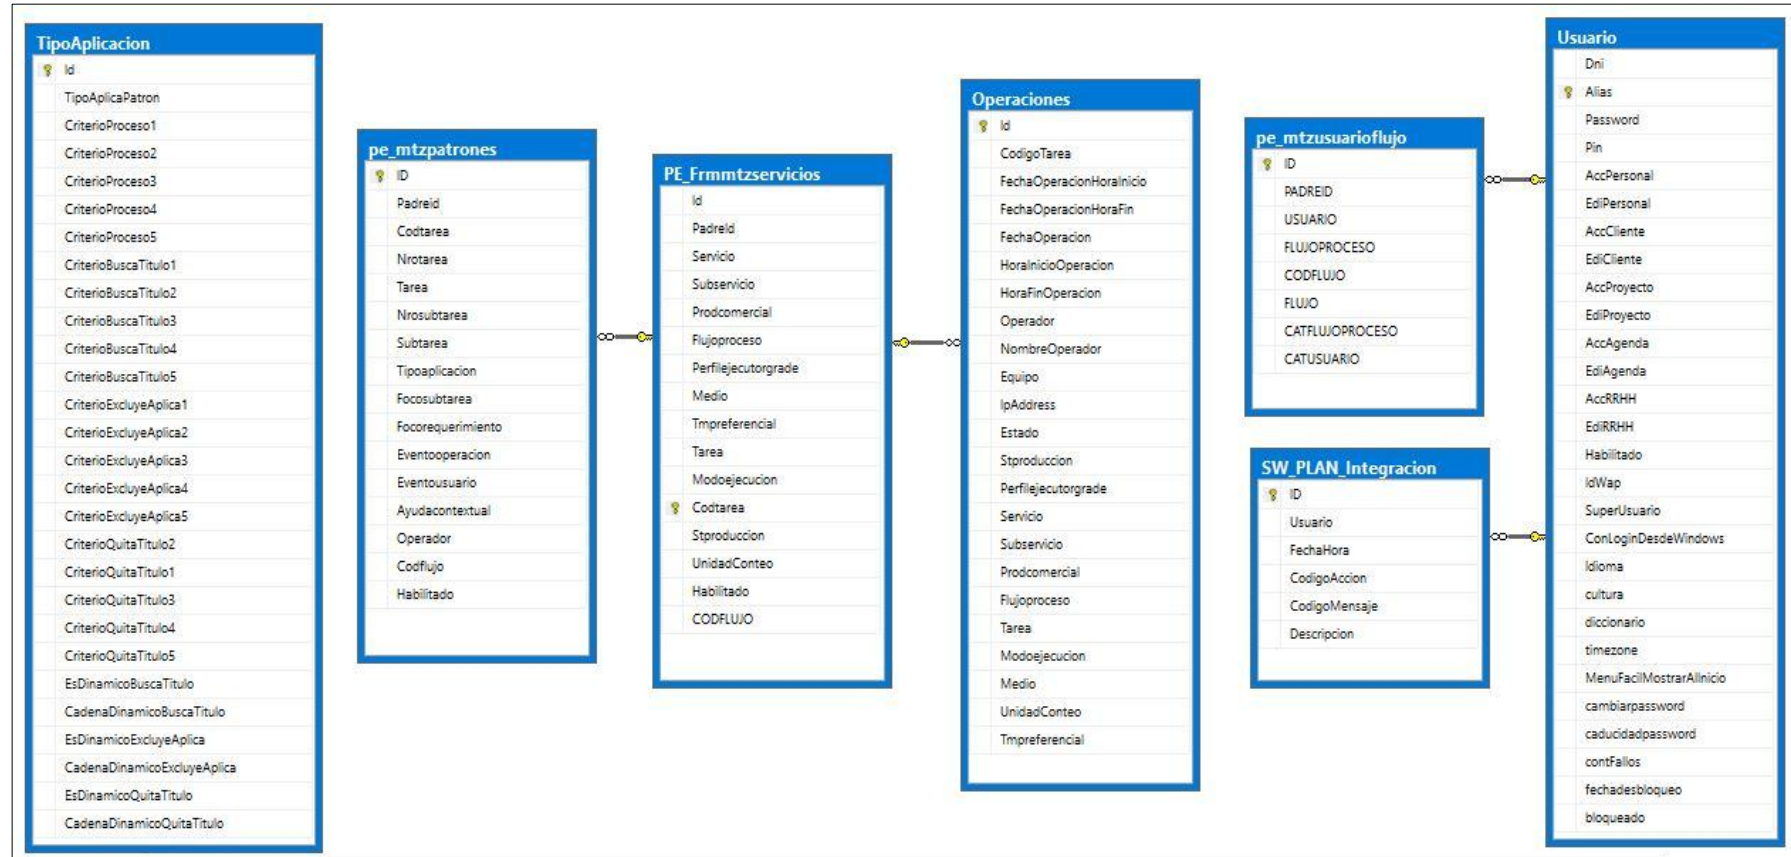 TipoAplicacion
Id
TipoAplicaPatron
CriterioProceso1
CriterioProceso2
CriterioProceso3
CriterioProceso4
CriterioProceso5
CriterioBuscaTitulo1
CriterioBuscaTitulo2
CriterioBuscaTitulo3
CriterioBuscaTitulo4
CriterioBuscaTitulo5
CriterioExcluyeAplica1
CriterioExcluyeAplica2
CriterioExcluyeAplica3
CriterioExcluyeAplica4
CriterioExcluyeAplica5
CriterioQuitaTitulo2
CriterioQuitaTitulo1
CriterioQuitaTitulo3
CriterioQuitaTitulo4
CriterioQuitaTitulo5
EsDinamicoBuscaTitulo
CadenaDinamicoBuscaTitulo
EsDinamicoExcluyeAplica
CadenaDinamicoExcluyeAplica
EsDinamicoQuitaTitulo
CadenaDinamicoQuitaTitulo
pe_mtzpatrones
ID
Padreid
Codtarea
Nrotarea
Tarea
Nrosubtarea
Subtarea
Tipoaplicacion
Focosubtarea
Focorequerimiento
Eventooperacion
Eventousuario
Ayudacontextual
Operador
Codflujo
Habilitado
PE_Frmmtzservicios
Id
PadreId
Servicio
Subservicio
Prodcomercial
Flujoproceso
Perfilejecutorgrade
Medio
Tmpreferencial
Tarea
Modoejecucion
Codtarea
Stproduccion
UnidadConteo
Habilitado
CODFLUJO
Operaciones
Id
CodigoTarea
FechaOperacionHoraInicio
FechaOperacionHoraFin
FechaOperacion
HoraInicioOperacion
HoraFinOperacion
Operador
NombreOperador
Equipo
IpAddress
Estado
Stproduccion
Perfilejecutorgrade
Servicio
Subservicio
Prodcomercial
Flujoproceso
Tarea
Modoejecucion
Medio
UnidadConteo
Tmpreferencial
pe_mtzusuarioflujo
ID
PADREID
USUARIO
FLUJOPROCESO
CODFLUJO
FLUJO
CATFLUJOPROCESO
CATUSUARIO
SW_PLAN_Integracion
ID
Usuario
FechaHora
CodigoAccion
CodigoMensaje
Descripcion
Usuario
Dni
Alias
Password
Pin
AccPersonal
EdiPersonal
AccCliente
EdiCliente
AccProyecto
EdiProyecto
AccAgenda
EdiAgenda
AccRRHH
EdiRRHH
Habilitado
IdWap
SuperUsuario
ConLoginDesdeWindows
Idioma
cultura
diccionario
timezone
MenuFacilMostrarAlInicio
cambiarpassword
caducidadpassword
contFallos
fechadesbloqueo
bloqueado